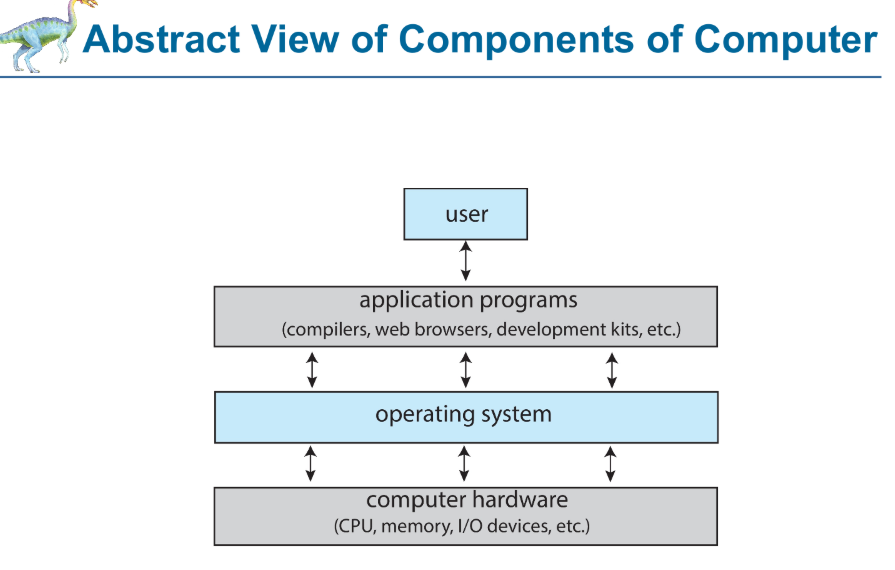 Abstract View of Components of Computer
user
application programs
(compilers, web browsers, development kits, etc.)
operating system
computer hardware
(CPU, memory, I/O devices, etc.)